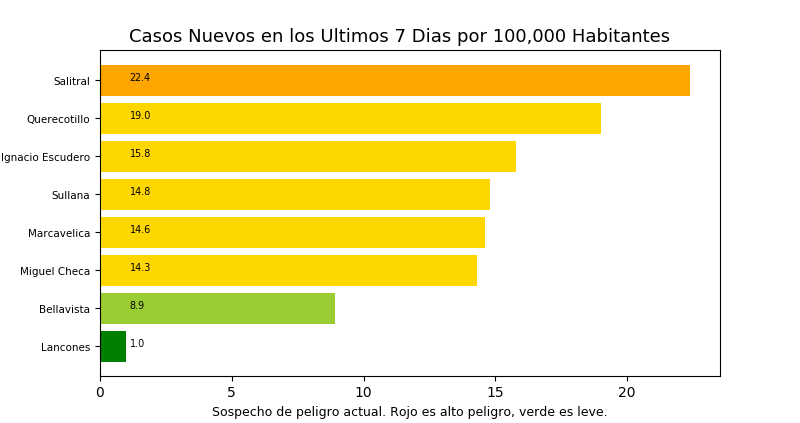 Casos Nuevos en los Ultimos 7 Dias por 100,000 Habitantes
Salitral 22.4
Querecotillo 19.0
Ignacio Escudero 15.8
Sullana 14.8
Marcavelica 14.6
Miguel Checa 14.3
Bellavista 8.9
Lancones 1.0
0 5 10 15 20
Sospecho de peligro actual. Rojo es alto peligro, verde es leve.